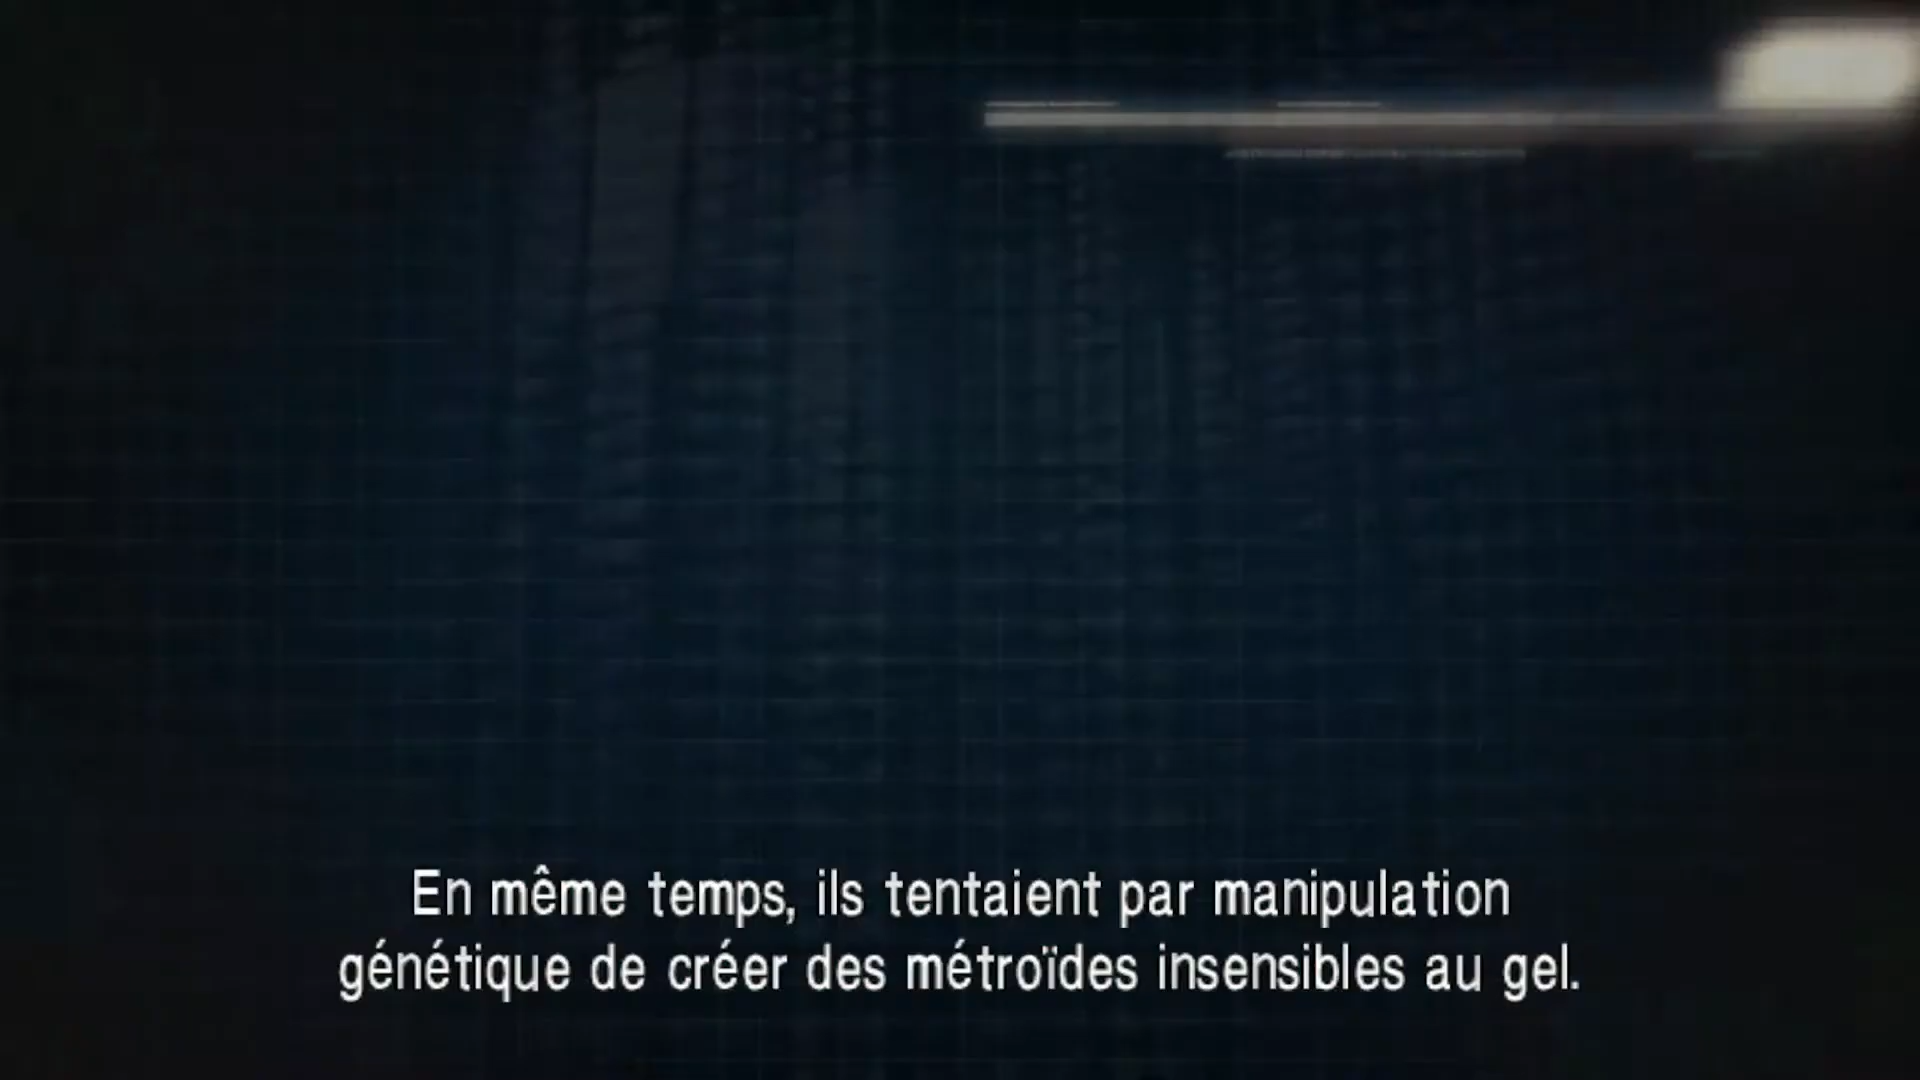 En même temps, ils tentaient par manipulation
génétique de créer des métroïdes insensibles au gel.